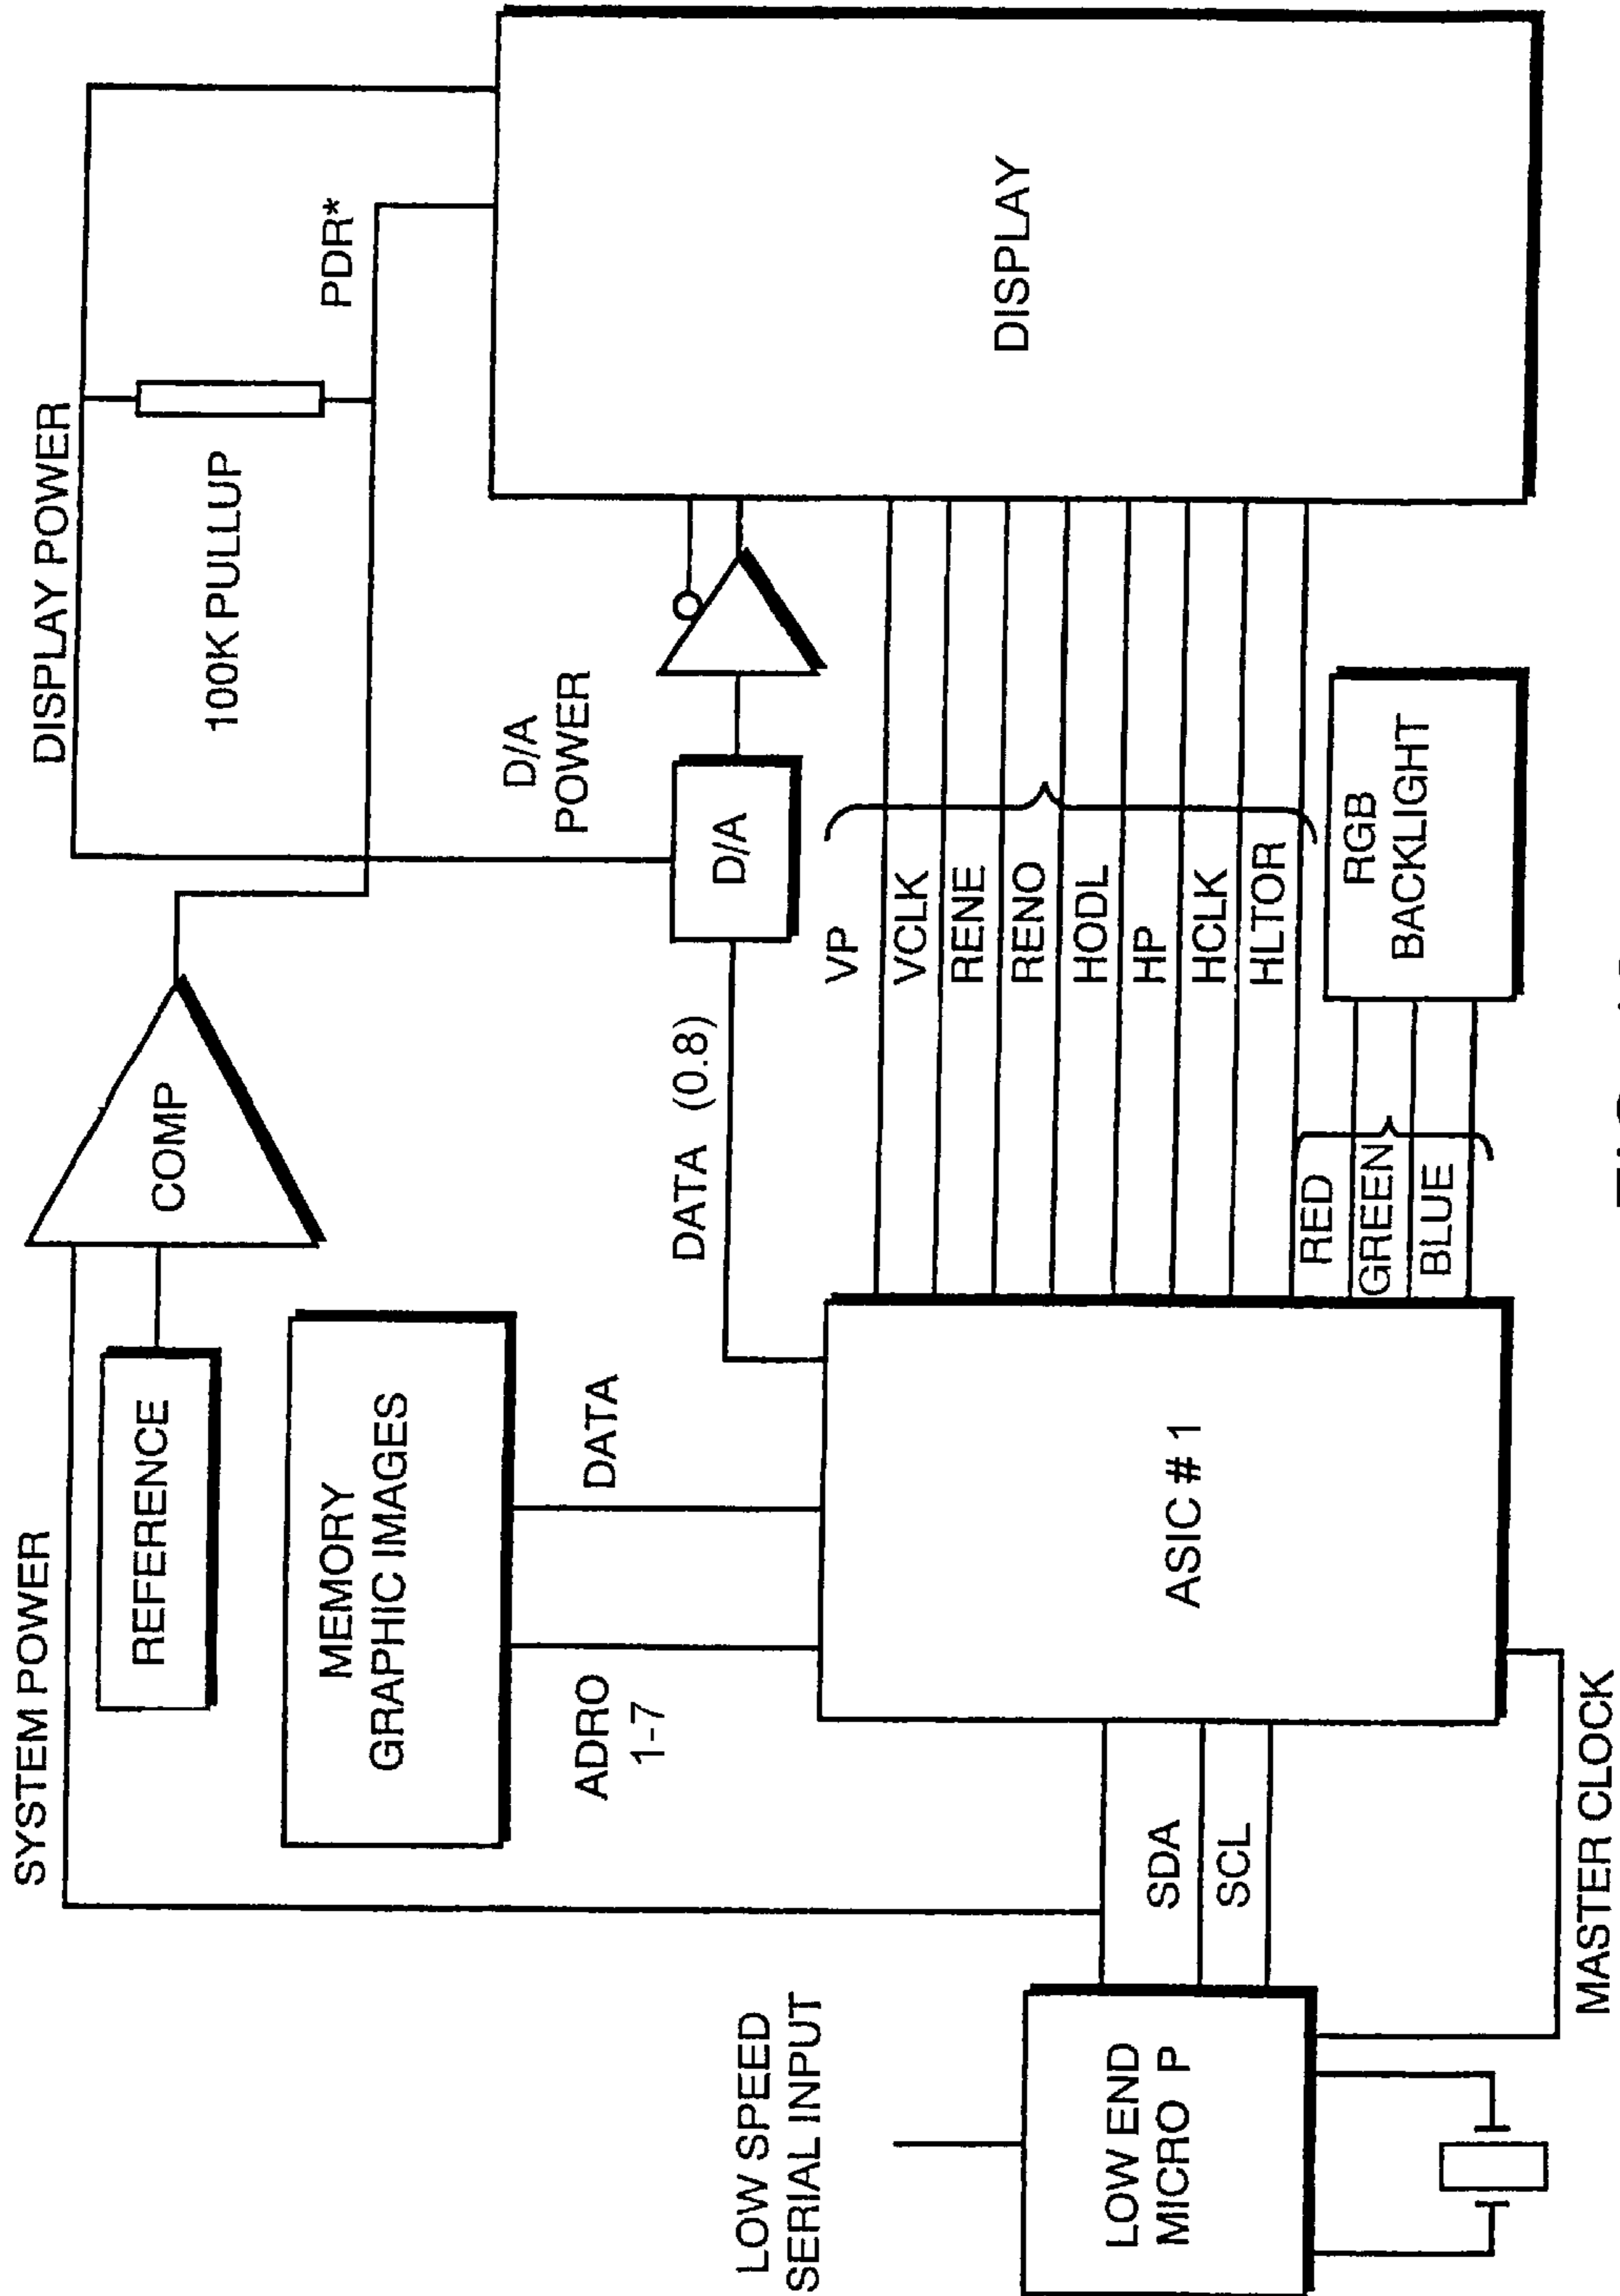 SYSTEM POWER
REFERENCE
COMP
DISPLAY POWER
100K PULLUP
PDR*
MEMORY
GRAPHIC IMAGES
ADRO
1-7
DATA
DATA (0.8)
D/A
POWER
D/A
DISPLAY
LOW SPEED
SERIAL INPUT
LOW END
MICRO P
SDA
SCL
MASTER CLOCK
ASIC # 1
VP
VCLK
RENE
RENO
HODL
HP
HCLK
HLTOR
RED
GREEN
BLUE
RGB
BACKLIGHT